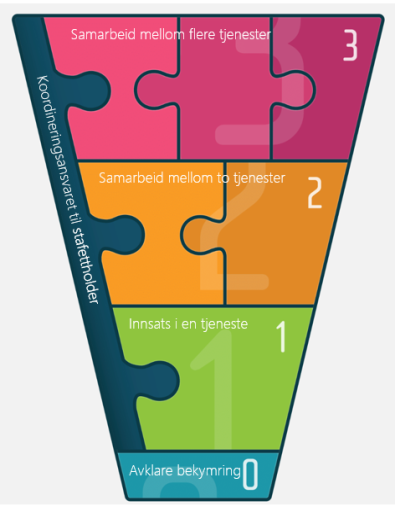 Samarbeid mellom flere tjenester
3
Koordineringsansvaret til stafettholder
Samarbeid mellom to tjenester
2
Innsats i en tjeneste
1
Avklare bekymring
0